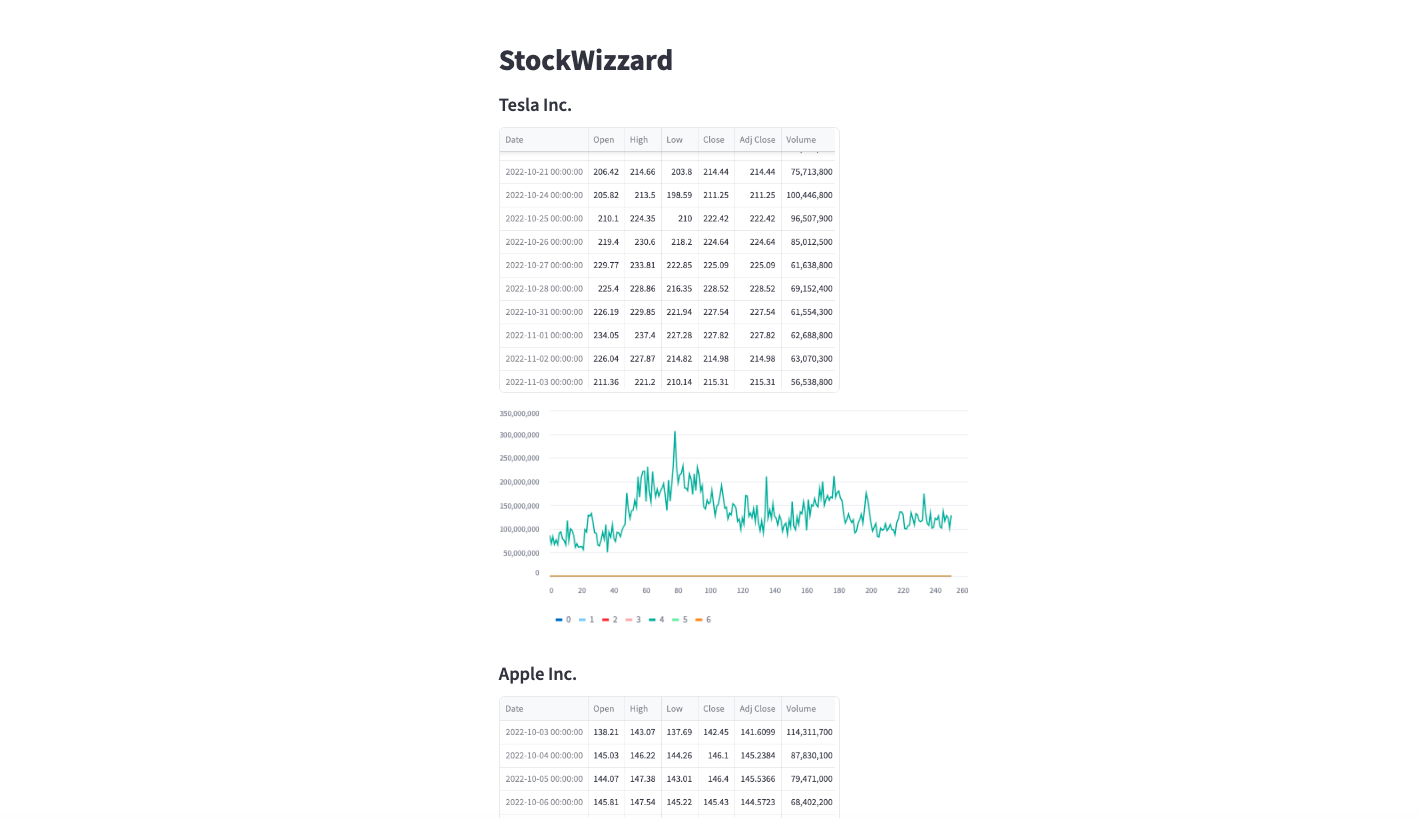 StockWizzard
Tesla Inc.
Date Open High Low Close Adj Close Volume
2022-10-21 00:00:00 206.42 214.66 203.8 214.44 214.44 75,713,800
2022-10-24 00:00:00 205.82 213.5 198.59 211.25 211.25 100,446,800
2022-10-25 00:00:00 210.1 224.35 210 222.42 222.42 96,507,900
2022-10-26 00:00:00 219.4 230.6 218.2 224.64 224.64 85,012,500
2022-10-27 00:00:00 229.77 233.81 222.85 225.09 225.09 61,638,800
2022-10-28 00:00:00 225.4 228.86 216.35 228.52 228.52 69,152,400
2022-10-31 00:00:00 226.19 229.85 221.94 227.54 227.54 61,554,300
2022-11-01 00:00:00 234.05 237.4 227.28 227.82 227.82 62,688,800
2022-11-02 00:00:00 226.04 227.87 214.82 214.98 214.98 63,070,300
2022-11-03 00:00:00 211.36 221.2 210.14 215.31 215.31 56,538,800
350,000,000
300,000,000
250,000,000
200,000,000
150,000,000
100,000,000
50,000,000
0
0 20 40 60 80 100 120 140 160 180 200 220 240 260
0 1 2 3 4 5 6
Apple Inc.
Date Open High Low Close Adj Close Volume
2022-10-03 00:00:00 138.21 143.07 137.69 142.45 141.6099 114,311,700
2022-10-04 00:00:00 145.03 146.22 144.26 146.1 145.2384 87,830,100
2022-10-05 00:00:00 144.07 147.38 143.01 146.4 145.5366 79,471,000
2022-10-06 00:00:00 145.81 147.54 145.22 145.43 144.5723 68,402,200